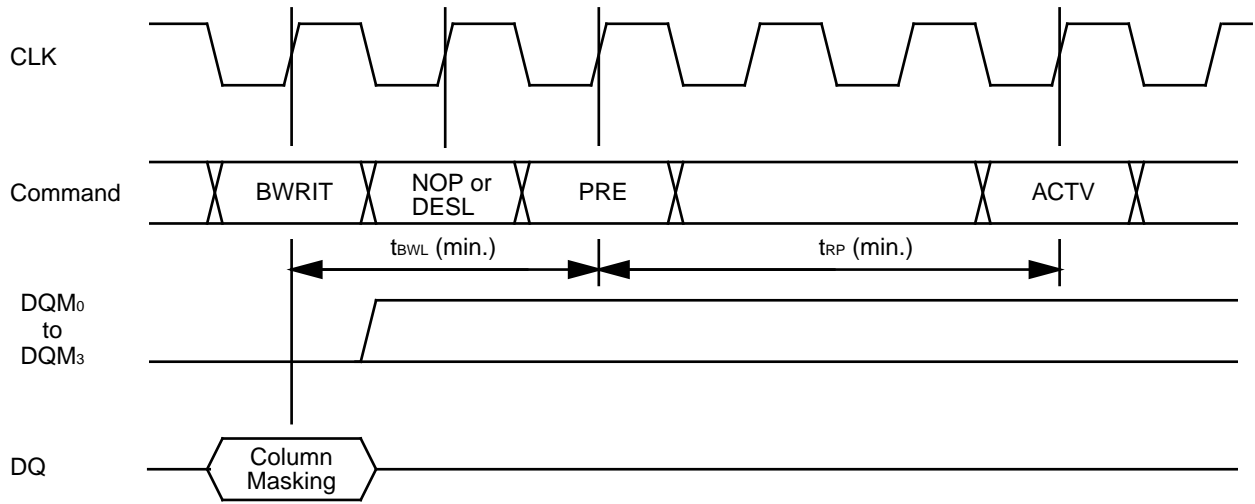 CLK
Command
BWRIT
NOP or
DESL
PRE
ACTV
tBWL (min.)
tRP (min.)
DQM0
to
DQM3
DQ
Column
Masking